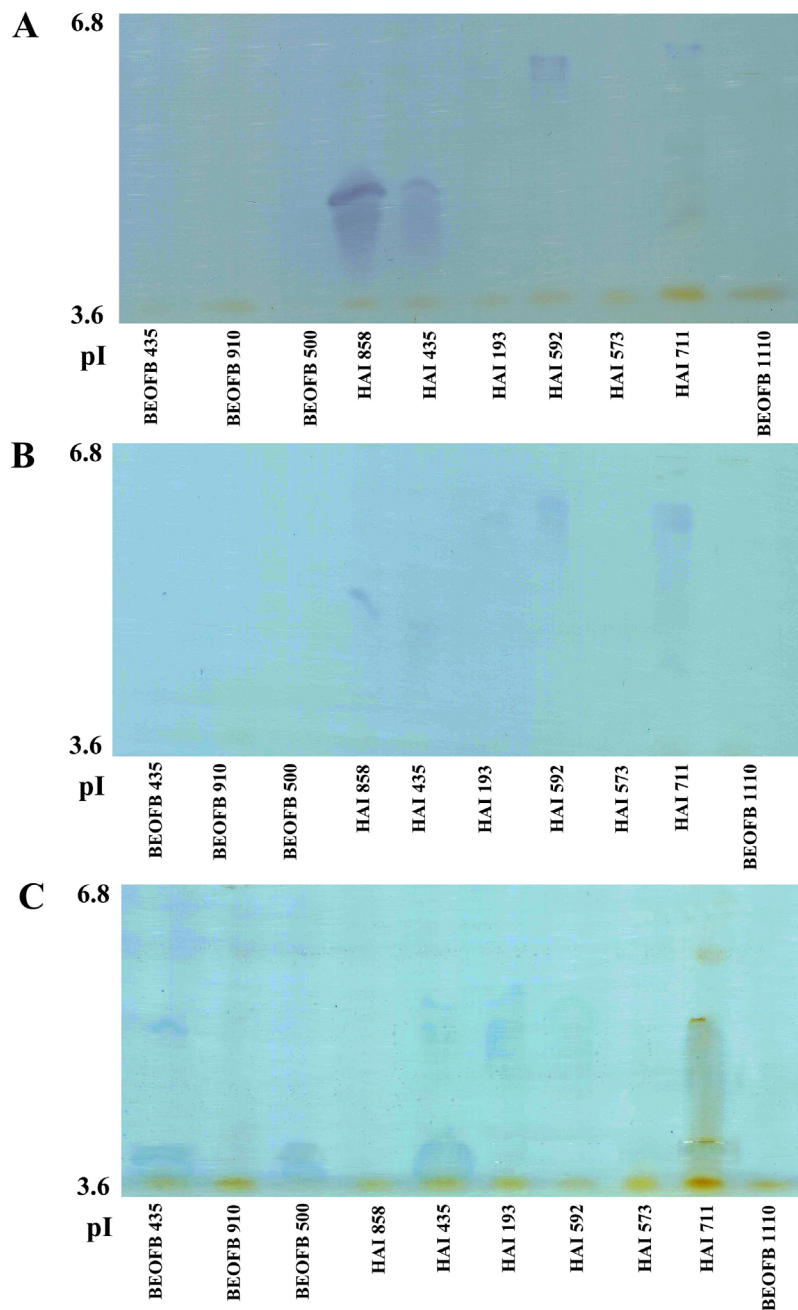 A
6.8
3.6
pI
BEOFB 435
BEOFB 910
BEOFB 500
HAI 858
HAI 435
HAI 193
HAI 592
HAI 573
HAI 711
BEOFB 1110
B
6.8
3.6
pI
BEOFB 435
BEOFB 910
BEOFB 500
HAI 858
HAI 435
HAI 193
HAI 592
HAI 573
HAI 711
BEOFB 1110
C
6.8
3.6
pI
BEOFB 435
BEOFB 910
BEOFB 500
HAI 858
HAI 435
HAI 193
HAI 592
HAI 573
HAI 711
BEOFB 1110